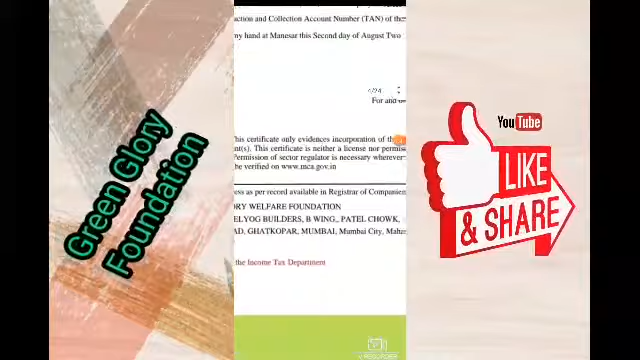 Green Glory
Foundation
action and Collection Account Number (TAN) of the
my hand at Manesar this Second day of August Two
For and o
This certificate only evidences incorporation of the
nt(s). This certificate is neither a license nor permis
Permission of sector regulator is necessary wherever
be verified on www.mca.gov.in
ess as per record available in Registrar of Companies
ORY WELFARE FOUNDATION
ELYOG BUILDERS, B WING,, PATEL CHOWK,
AD, GHATKOPAR, MUMBAI, Mumbai City, Mahar
the Income Tax Department
YouTube
LIKE
& SHARE